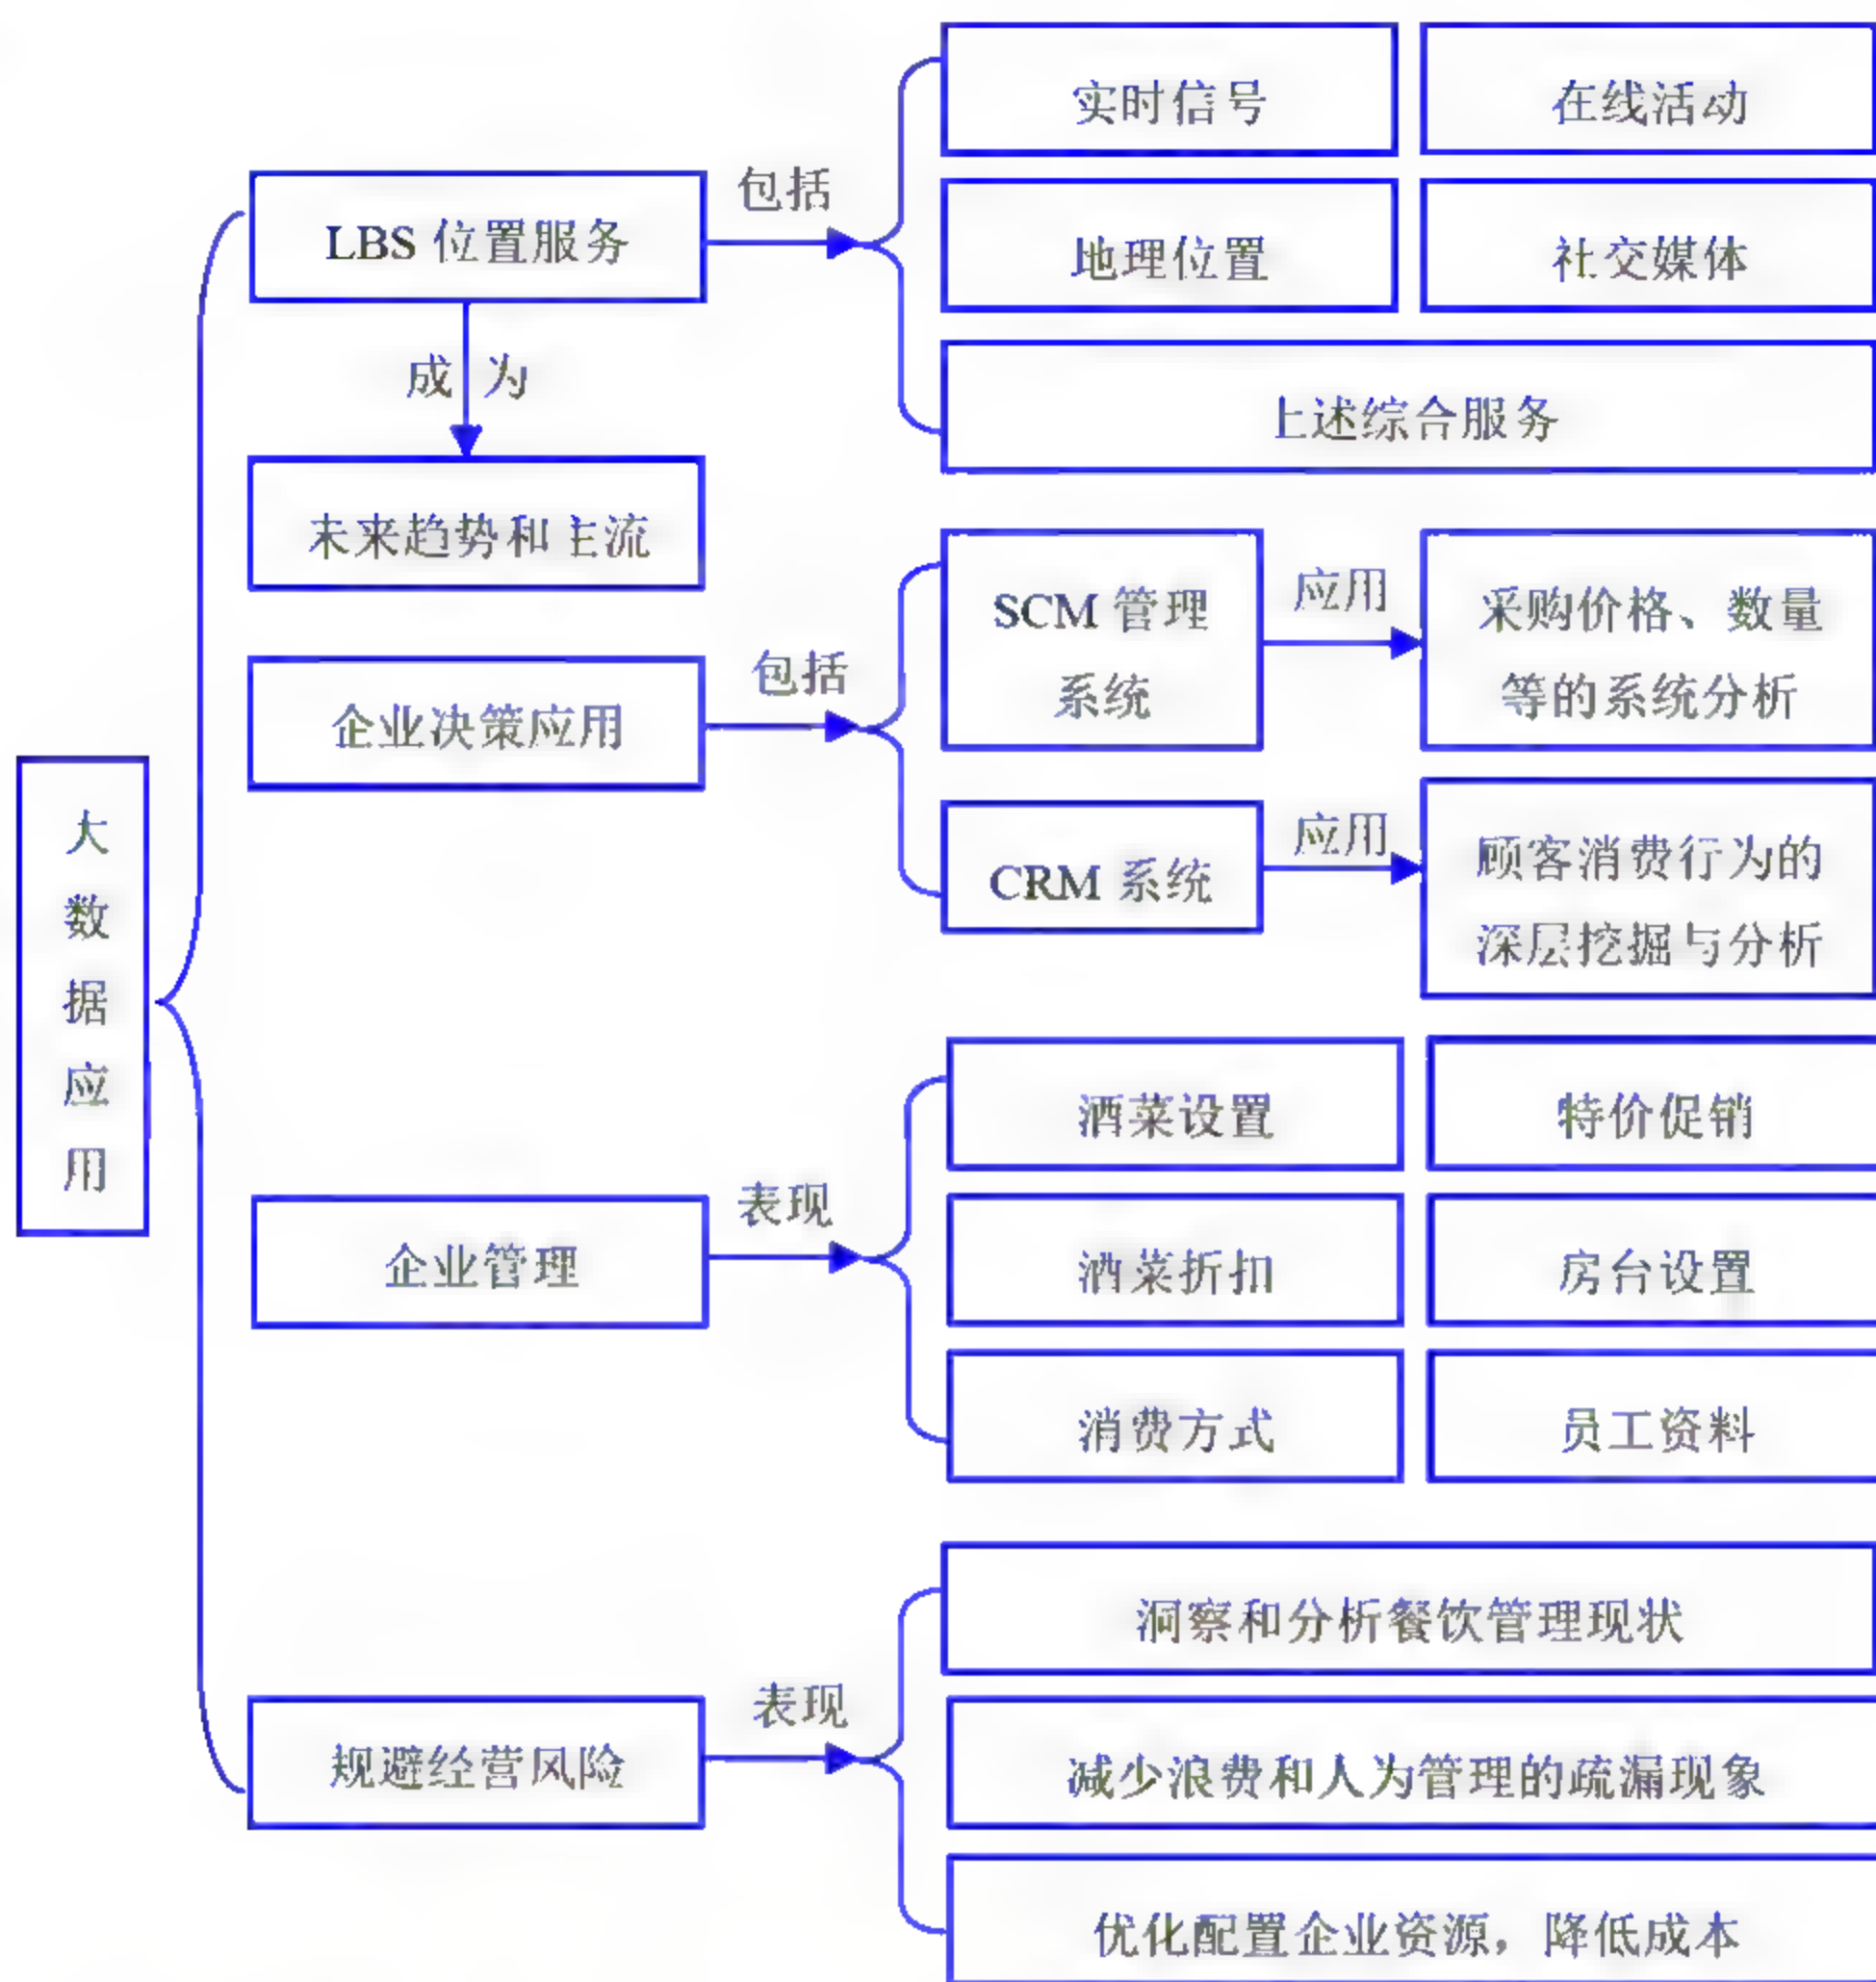 大数据应用
LBS 位置服务
包括
实时信号
在线活动
地理位置
社交媒体
上述综合服务
成为
未来趋势和主流
企业决策应用
包括
SCM 管理
系统
应用
采购价格、数量
等的系统分析
CRM 系统
应用
顾客消费行为的
深层挖掘与分析
企业管理
表现
酒菜设置
特价促销
酒菜折扣
房台设置
消费方式
员工资料
规避经营风险
表现
洞察和分析餐饮管理现状
减少浪费和人为管理的疏漏现象
优化配置企业资源，降低成本